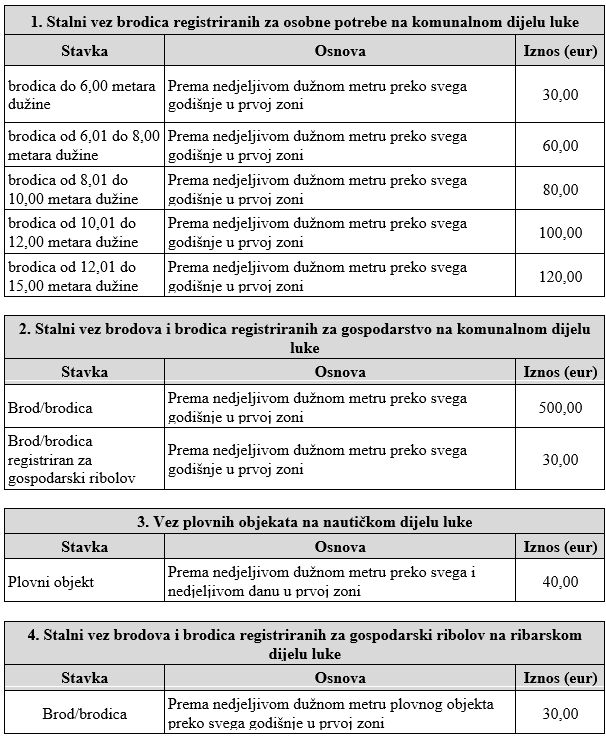 1. Stalni vez brodica registriranih za osobne potrebe na komunalnom dijelu luke
Stavka Osnova Iznos (eur)
brodica do 6,00 metara
dužine
Prema nedjeljivom dužnom metru preko svega
godišnje u prvoj zoni
30,00
brodica od 6,01 do 8,00
metara dužine
Prema nedjeljivom dužnom metru preko svega
godišnje u prvoj zoni
60,00
brodica od 8,01 do
10,00 metara dužine
Prema nedjeljivom dužnom metru preko svega
godišnje u prvoj zoni
80,00
brodica od 10,01 do
12,00 metara dužine
Prema nedjeljivom dužnom metru preko svega
godišnje u prvoj zoni
100,00
brodica od 12,01 do
15,00 metara dužine
Prema nedjeljivom dužnom metru preko svega
godišnje u prvoj zoni
120,00
2. Stalni vez brodova i brodica registriranih za gospodarstvo na komunalnom dijelu
luke
Stavka Osnova Iznos (eur)
Brod/brodica
Prema nedjeljivom dužnom metru preko svega
godišnje u prvoj zoni
500,00
Brod/brodica
registriran za
gospodarski ribolov
Prema nedjeljivom dužnom metru preko svega
godišnje u prvoj zoni
30,00
3. Vez plovnih objekata na nautičkom dijelu luke
Stavka Osnova Iznos (eur)
Plovni objekt
Prema nedjeljivom dužnom metru preko svega i
nedjeljivom danu u prvoj zoni
40,00
4. Stalni vez brodova i brodica registriranih za gospodarski ribolov na ribarskom
dijelu luke
Stavka Osnova Iznos (eur)
Brod/brodica
Prema nedjeljivom dužnom metru plovnog objekta
preko svega godišnje u prvoj zoni
30,00